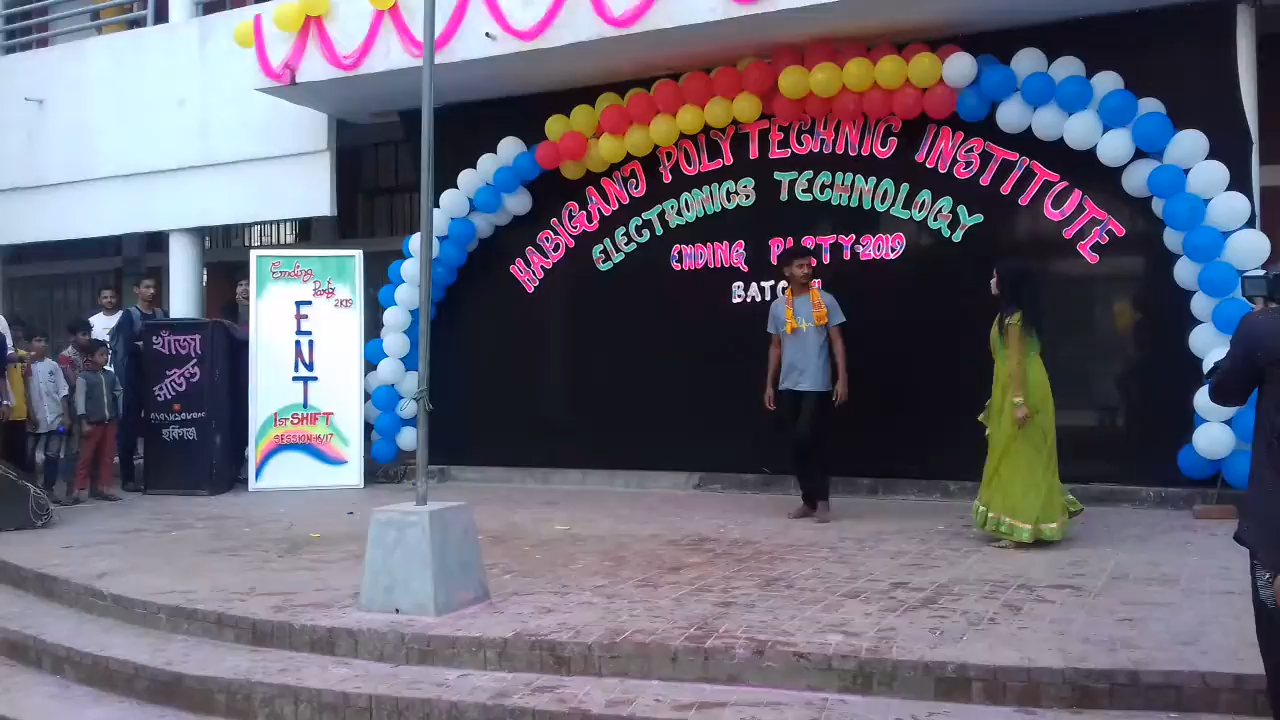 HABIGANJ POLYTECHNIC INSTITUTE
ELECTRONICS TECHNOLOGY
ENDING PARTY-2019
Ending
Party
2K19
E
N
T
1ST SHIFT
SESSION-16/17
খাঁজা
সাউন্ড
হবিগঞ্জ